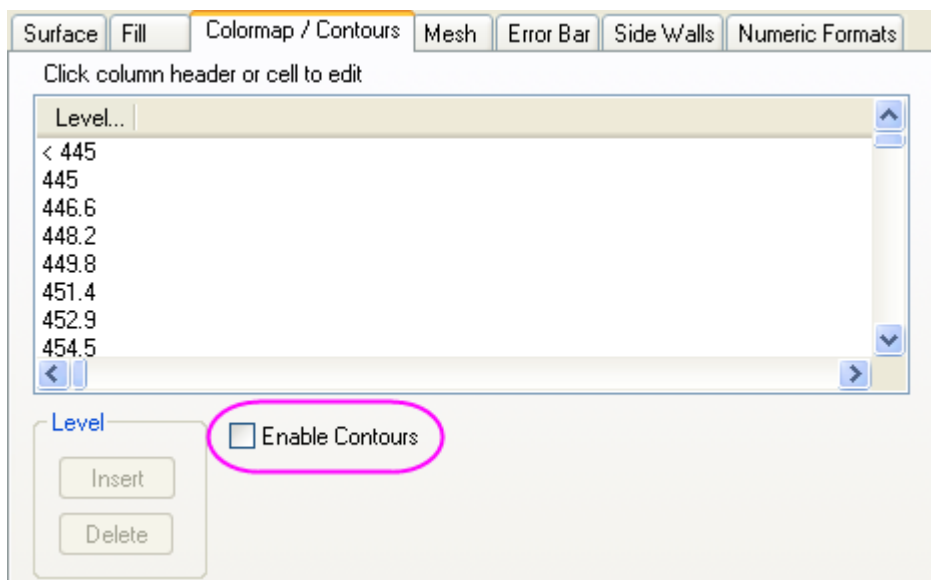 Surface Fill Colormap / Contours Mesh Error Bar Side Walls Numeric Formats
Click column header or cell to edit
Level...
< 445
445
446.6
448.2
449.8
451.4
452.9
454.5
Level
Enable Contours
Insert
Delete